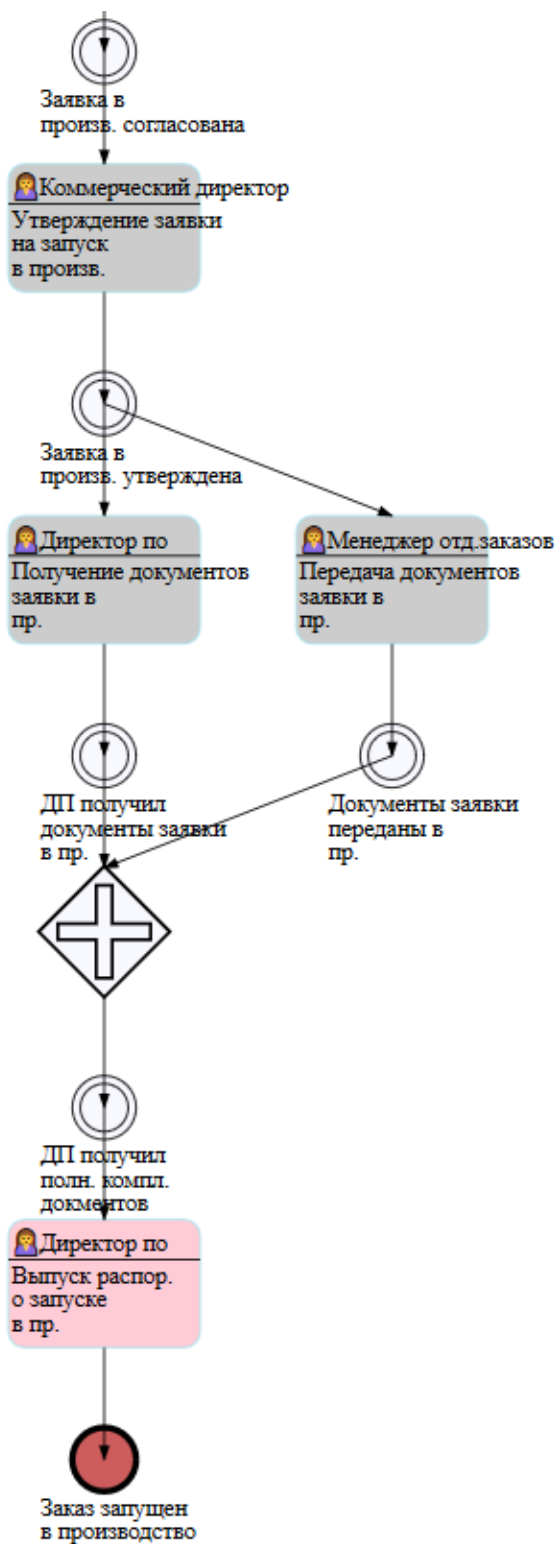 Заявка в
произв. согласована
Коммерческий директор
Утверждение заявки
на запуск
в произв.
Заявка в
произв. утверждена
Директор по
Получение документов
заявки в
пр.
Менеджер отд.заказов
Передача документов
заявки в
пр.
ДП получил
документы заявки
в пр.
Документы заявки
переданы в
пр.
ДП получил
полн. компл.
докментов
Директор по
Выпуск распор.
о запуске
в пр.
Заказ запущен
в производство